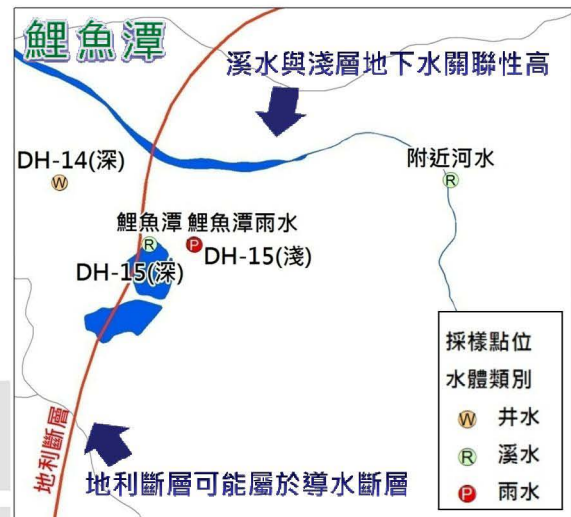 鯉魚潭
溪水與淺層地下水關聯性高
DH-14(深)
W
附近河水
R
鯉魚潭 鯉魚潭雨水
R
P
DH-15(淺)
DH-15(深)
地利斷層
地利斷層可能屬於導水斷層
採樣點位
水體類別
W 井水
R 溪水
P 雨水